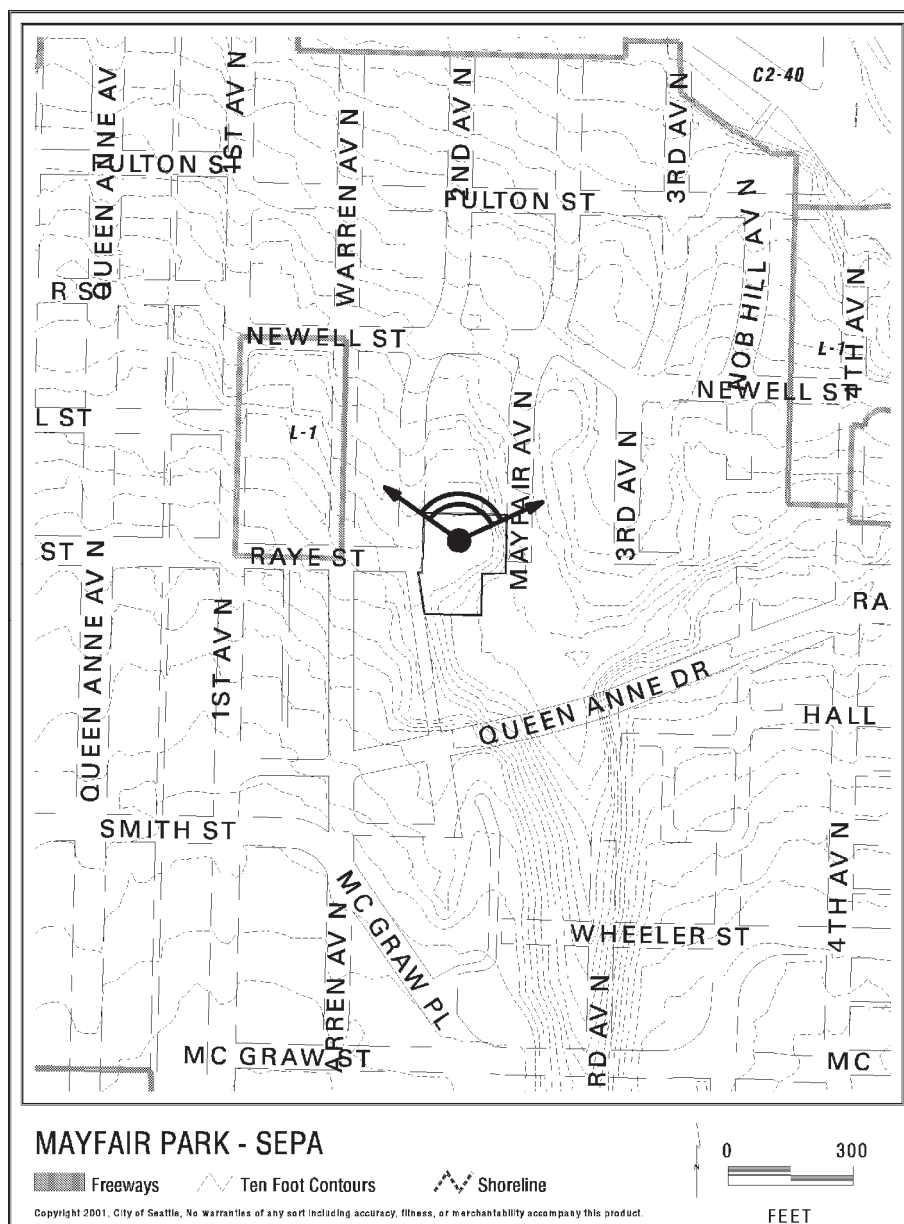 C2-40
QUEEN ANNE AV
1ST AV N
WARREN AV N
2ND AV N
3RD AV N
FULTON ST
FULTON ST
NOB HILL AV N
4TH AV N
R ST
NEWELL ST
L-1
NEWELL ST
L ST
L-1
MAYFAIR AV N
3RD AV N
ST
RAYE ST
QUEEN ANNE AV N
1ST AV N
RA
QUEEN ANNE DR
HALL
SMITH ST
MC GRAW PL
4TH AV N
WHEELER ST
ARREN AV N
RD AV N
MC GRAW ST
MC
MAYFAIR PARK - SEPA
Freeways
Ten Foot Contours
Shoreline
N
0 300
FEET
Copyright 2001, City of Seattle, No warranties of any sort including accuracy, fitness, or merchantability accompany this product.